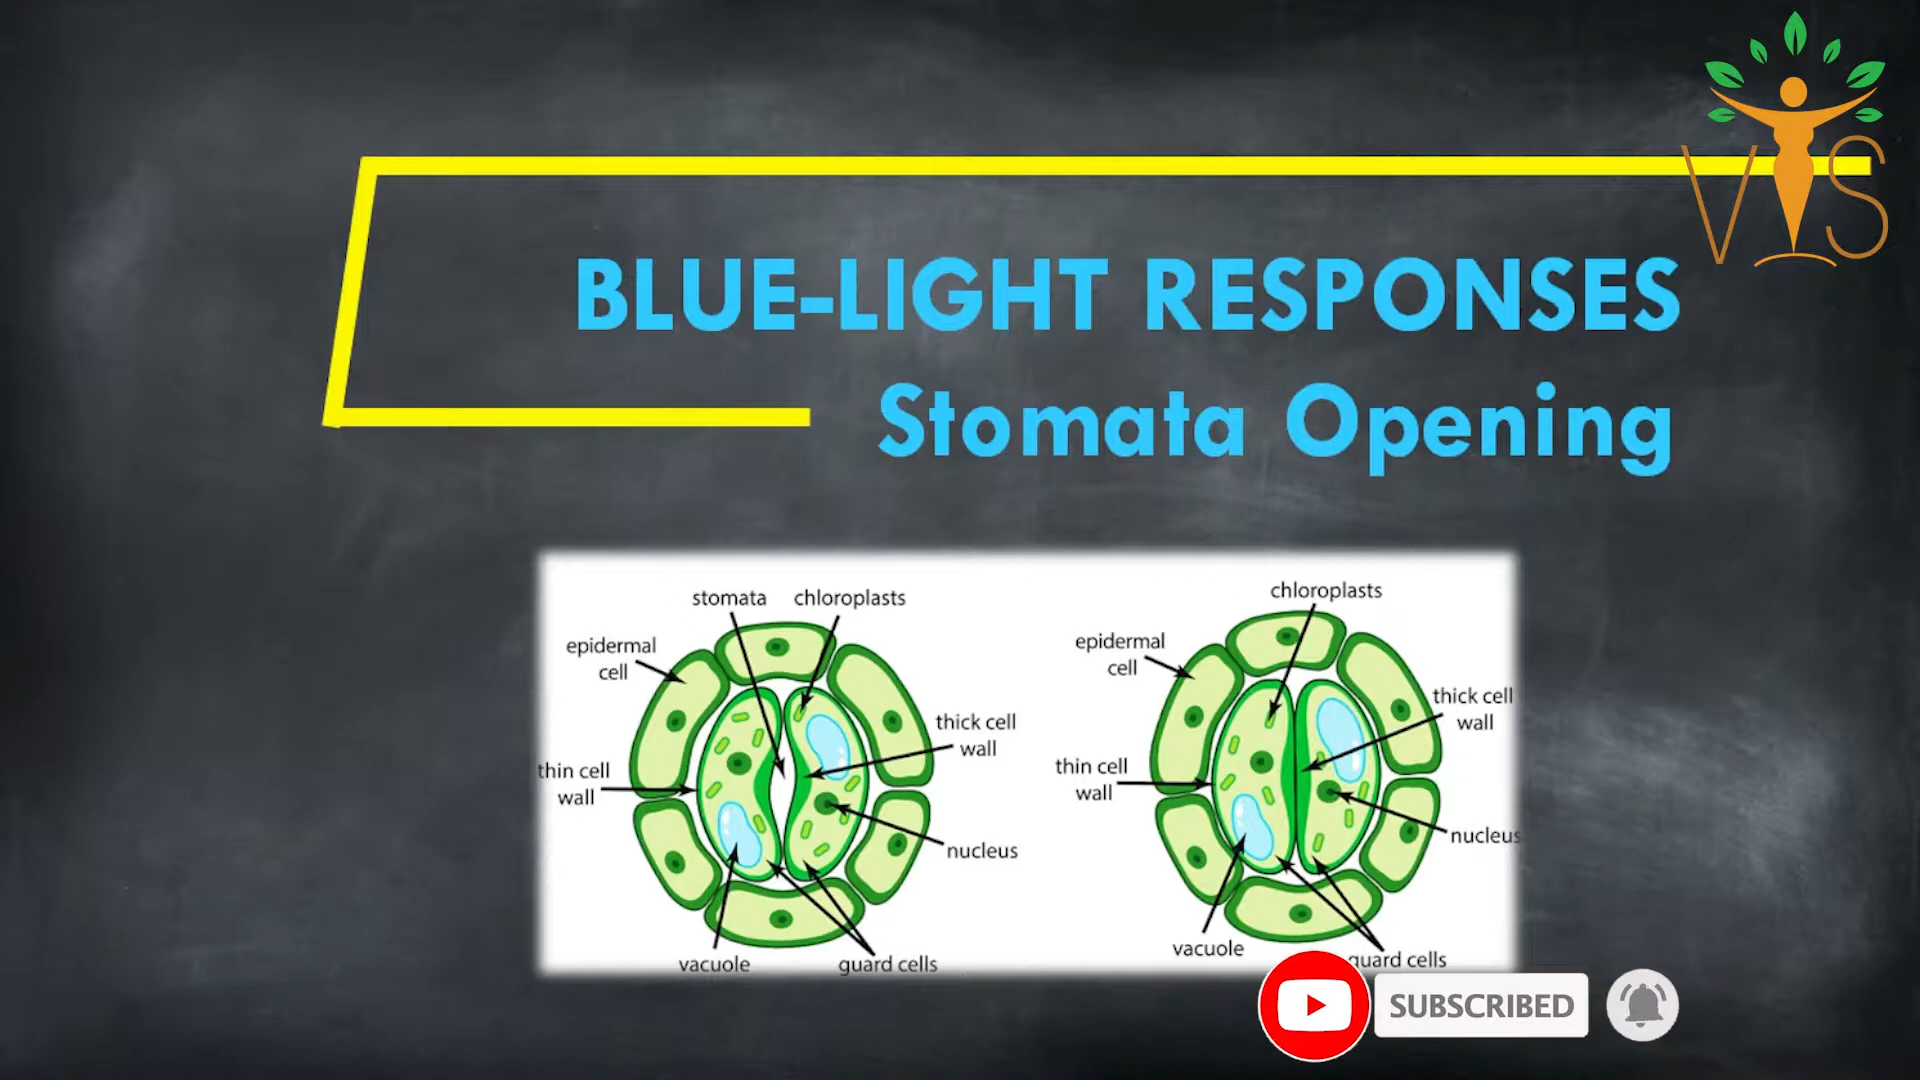 VIS
BLUE-LIGHT RESPONSES
Stomata Opening
stomata
chloroplasts
epidermal
cell
thick cell
wall
thin cell
wall
nucleus
vacuole
guard cells
chloroplasts
epidermal
cell
thick cell
wall
thin cell
wall
nucleus
vacuole
guard cells
SUBSCRIBED